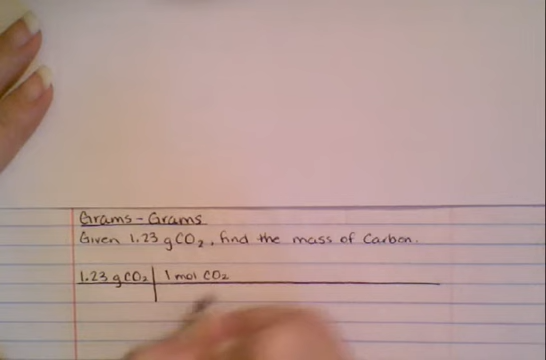 Grams - Grams
Given 1.23 g CO₂, find the mass of Carbon.
1.23 g CO₂ | 1 mol CO₂